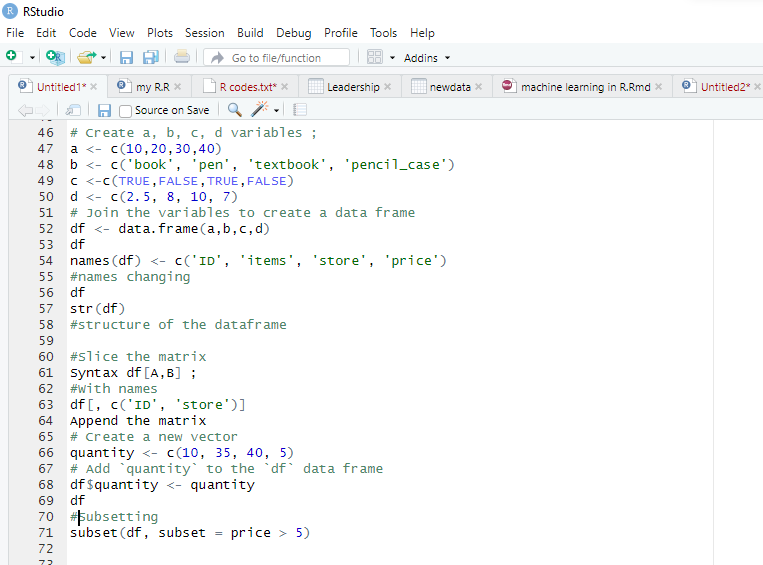 RStudio
File Edit Code View Plots Session Build Debug Profile Tools Help
Go to file/function Addins
Untitled1* my R.R R codes.txt* Leadership newdata machine learning in R.Rmd Untitled2*
Source on Save
46 # Create a, b, c, d variables ;
47 a <- c(10,20,30,40)
48 b <- c('book', 'pen', 'textbook', 'pencil_case')
49 c <-c(TRUE,FALSE,TRUE,FALSE)
50 d <- c(2.5, 8, 10, 7)
51 # Join the variables to create a data frame
52 df <- data.frame(a,b,c,d)
53 df
54 names(df) <- c('ID', 'items', 'store', 'price')
55 #names changing
56 df
57 str(df)
58 #structure of the dataframe
59
60 #Slice the matrix
61 Syntax df[A,B] ;
62 #With names
63 df[, c('ID', 'store')]
64 Append the matrix
65 # Create a new vector
66 quantity <- c(10, 35, 40, 5)
67 # Add `quantity` to the `df` data frame
68 df$quantity <- quantity
69 df
70 #Subsetting
71 subset(df, subset = price > 5)
72
73